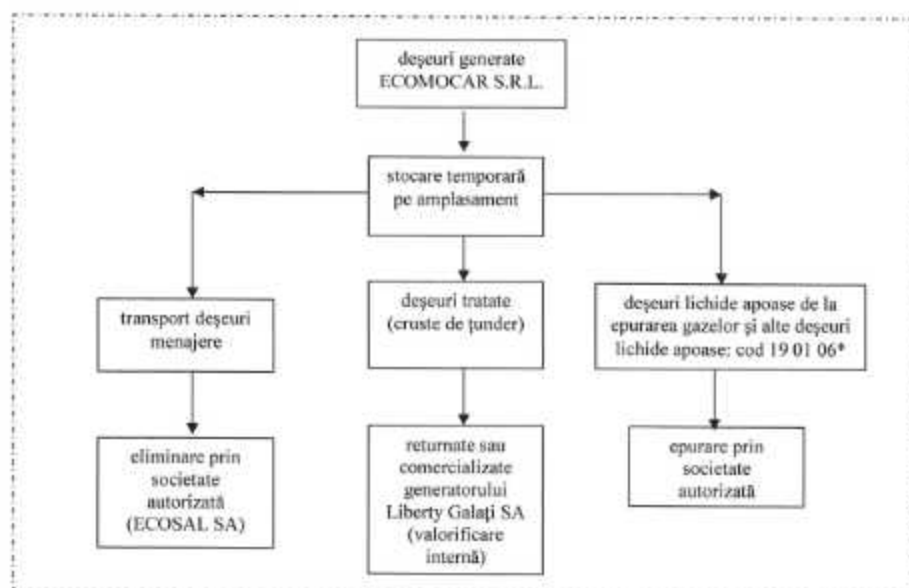 deşeuri generate
ECOMOCAR S.R.L.
stocare temporară
pe amplasament
transport deşeuri
menajere
deşeuri tratate
(cruste de ţunder)
deşeuri lichide apoase de la
epurarea gazelor şi alte deşeuri
lichide apoase; cod 19 01 06*
eliminare prin
societate
autorizată
(ECOSAL SA)
returnate sau
comercializate
generatorului
Liberty Galaţi SA
(valorificare
internă)
epurare prin
societate
autorizată